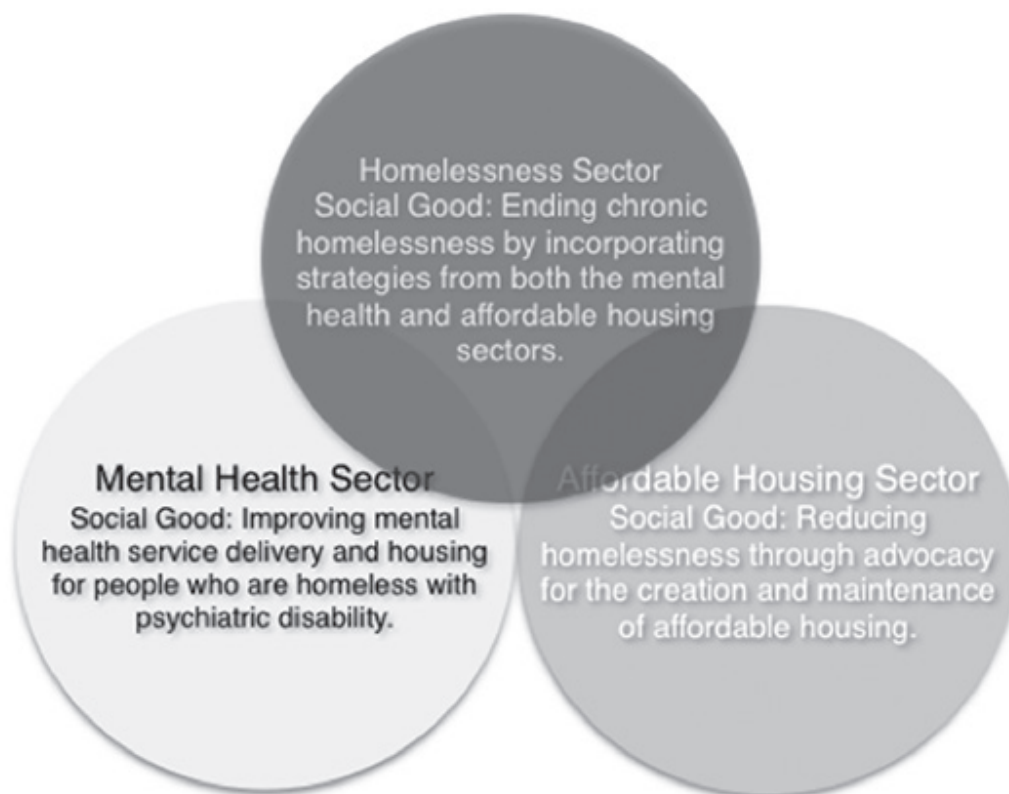 Homelessness Sector
Social Good: Ending chronic
homelessness by incorporating
strategies from both the mental
health and affordable housing
sectors.
Mental Health Sector
Social Good: Improving mental
health service delivery and housing
for people who are homeless with
psychiatric disability.
Affordable Housing Sector
Social Good: Reducing
homelessness through advocacy
for the creation and maintenance
of affordable housing.